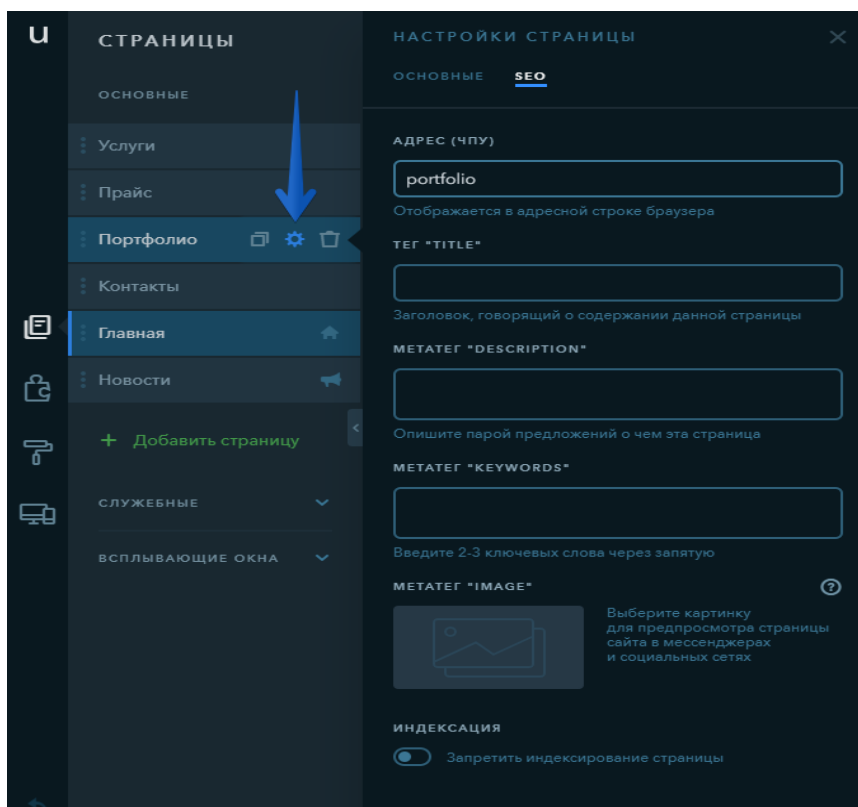 u
СТРАНИЦЫ
ОСНОВНЫЕ
Услуги
Прайс
Портфолио
Контакты
Главная
Новости
+ Добавить страницу
СЛУЖЕБНЫЕ
ВСПЛЫВАЮЩИЕ ОКНА
НАСТРОЙКИ СТРАНИЦЫ
ОСНОВНЫЕ SEO
АДРЕС (ЧПУ)
portfolio
Отображается в адресной строке браузера
ТЕГ "TITLE"
Заголовок, говорящий о содержании данной страницы
МЕТАТЕГ "DESCRIPTION"
Опишите парой предложений о чем эта страница
МЕТАТЕГ "KEYWORDS"
Введите 2-3 ключевых слова через запятую
МЕТАТЕГ "IMAGE"
Выберите картинку
для предпросмотра страницы
сайта в мессенджерах
и социальных сетях
ИНДЕКСАЦИЯ
Запретить индексирование страницы